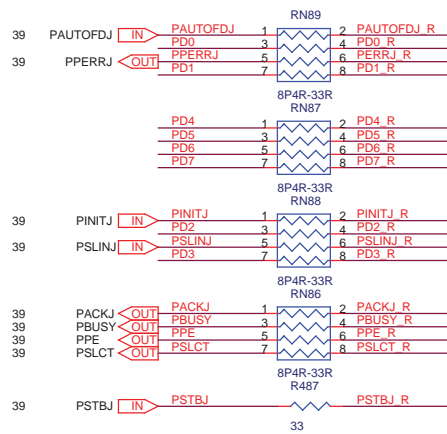 RN89
39 PAUTOFDJ IN PAUTOFDJ 1 2 PAUTOFDJ_R
PD0 3 4 PD0_R
39 PPERRJ OUT PPERRJ 5 6 PERRJ_R
PD1 7 8 PD1_R
8P4R-33R
RN87
PD4 1 2 PD4_R
PD5 3 4 PD5_R
PD6 5 6 PD6_R
PD7 7 8 PD7_R
8P4R-33R
RN88
39 PINITJ IN PINITJ 1 2 PINITJ_R
PD2 3 4 PD2_R
39 PSLINJ IN PSLINJ 5 6 PSLINJ_R
PD3 7 8 PD3_R
8P4R-33R
RN86
39 PACKJ OUT PACKJ 1 2 PACKJ_R
39 PBUSY OUT PBUSY 3 4 PBUSY_R
39 PPE OUT PPE 5 6 PPE_R
39 PSLCT OUT PSLCT 7 8 PSLCT_R
8P4R-33R
R487
39 PSTBJ IN PSTBJ PSTBJ_R
33